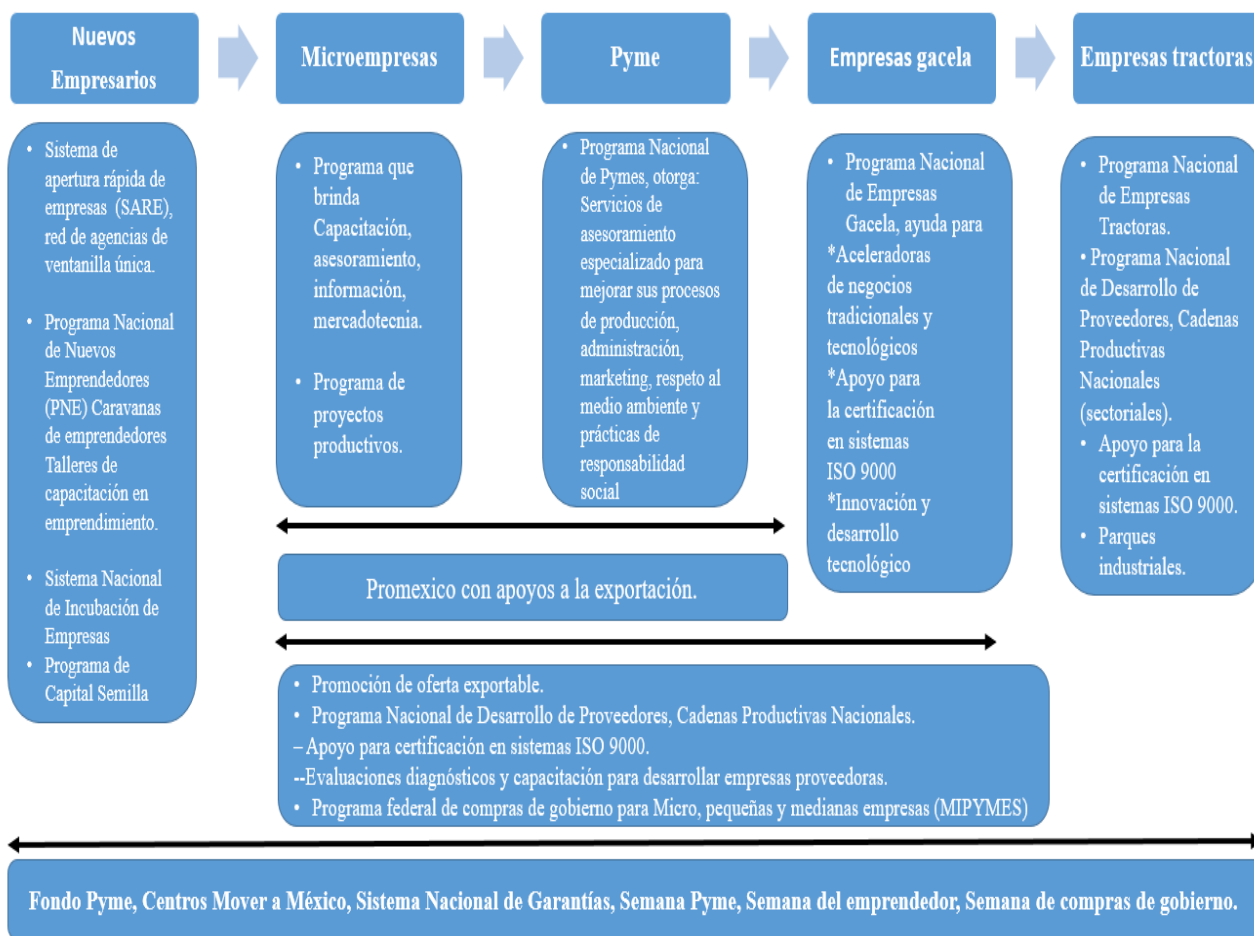 Nuevos
Empresarios
Microempresas
Pyme
Empresas gacela
Empresas tractoras
• Sistema de
apertura rápida de
empresas (SARE),
red de agencias de
ventanilla única.
• Programa Nacional
de Nuevos
Emprendedores
(PNE) Caravanas
de emprendedores
Talleres de
capacitación en
emprendimiento.
• Sistema Nacional
de Incubación de
Empresas
• Programa de
Capital Semilla
• Programa que
brinda
Capacitación,
asesoramiento,
información,
mercadotecnia.
• Programa de
proyectos
productivos.
• Programa Nacional
de Pymes, otorga:
Servicios de
asesoramiento
especializado para
mejorar sus procesos
de producción,
administración,
marketing, respeto al
medio ambiente y
prácticas de
responsabilidad
social
• Programa Nacional
de Empresas
Gacela, ayuda para
*Aceleradoras
de negocios
tradicionales y
tecnológicos
*Apoyo para
la certificación
en sistemas
ISO 9000
*Innovación y
desarrollo
tecnológico
• Programa Nacional
de Empresas
Tractoras.
• Programa Nacional
de Desarrollo de
Proveedores, Cadenas
Productivas
Nacionales
(sectoriales).
• Apoyo para la
certificación en
sistemas ISO 9000.
• Parques
industriales.
Promexico con apoyos a la exportación.
• Promoción de oferta exportable.
• Programa Nacional de Desarrollo de Proveedores, Cadenas Productivas Nacionales.
– Apoyo para certificación en sistemas ISO 9000.
--Evaluaciones diagnósticos y capacitación para desarrollar empresas proveedoras.
• Programa federal de compras de gobierno para Micro, pequeñas y medianas empresas (MIPYMES)
Fondo Pyme, Centros Mover a México, Sistema Nacional de Garantías, Semana Pyme, Semana del emprendedor, Semana de compras de gobierno.